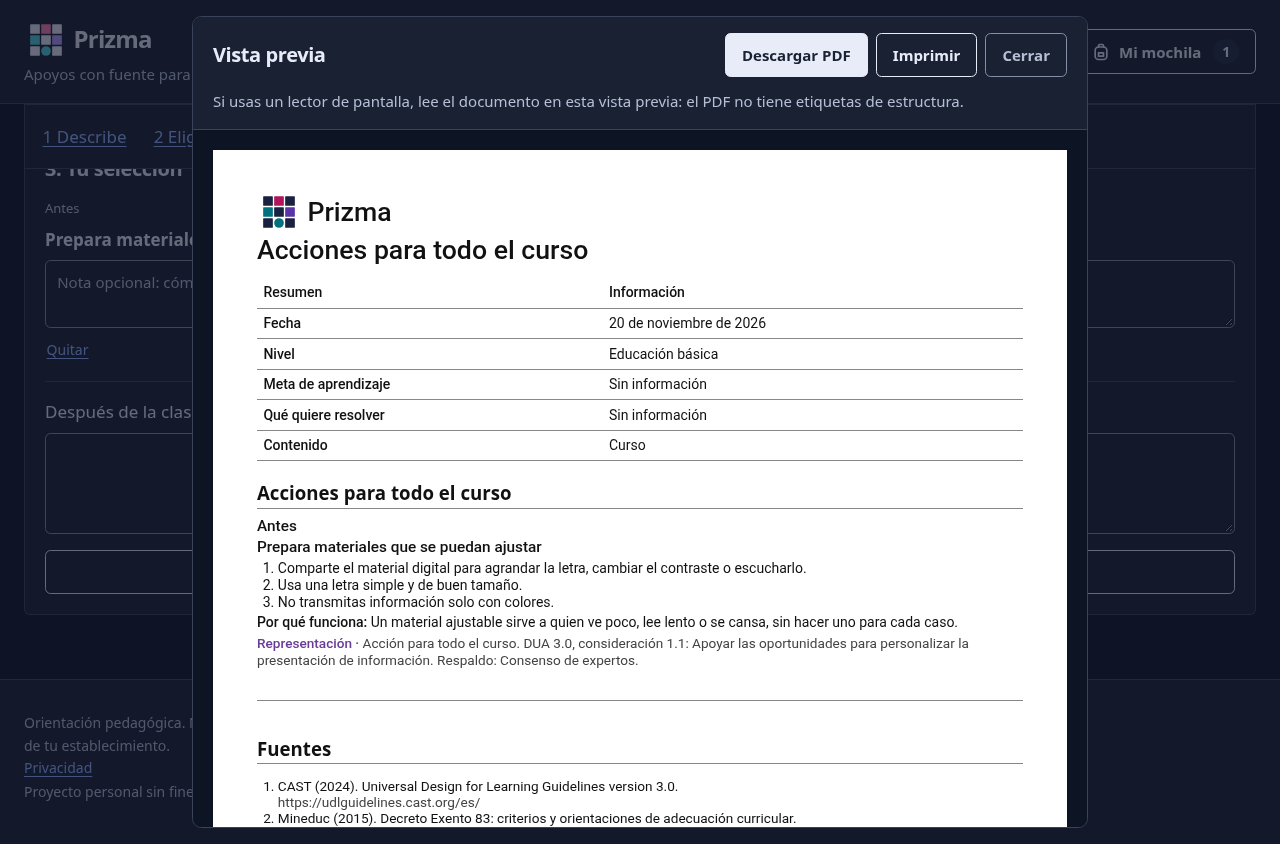 Prizma
Apoyos con fuente para
Mi mochila 1
1 Describe 2 Elig
3. Tu selección
Antes
Prepara materiale
Nota opcional: cóm
Quitar
Después de la clas
Orientación pedagógica.
de tu establecimiento.
Privacidad
Proyecto personal sin fine
Vista previa
Descargar PDF
Imprimir
Cerrar
Si usas un lector de pantalla, lee el documento en esta vista previa: el PDF no tiene etiquetas de estructura.
Prizma
Acciones para todo el curso
Resumen Información
Fecha 20 de noviembre de 2026
Nivel Educación básica
Meta de aprendizaje Sin información
Qué quiere resolver Sin información
Contenido Curso
Acciones para todo el curso
Antes
Prepara materiales que se puedan ajustar
1. Comparte el material digital para agrandar la letra, cambiar el contraste o escucharlo.
2. Usa una letra simple y de buen tamaño.
3. No transmitas información solo con colores.
Por qué funciona: Un material ajustable sirve a quien ve poco, lee lento o se cansa, sin hacer uno para cada caso.
Representación · Acción para todo el curso. DUA 3.0, consideración 1.1: Apoyar las oportunidades para personalizar la
presentación de información. Respaldo: Consenso de expertos.
Fuentes
1. CAST (2024). Universal Design for Learning Guidelines version 3.0.
https://udlguidelines.cast.org/es/
2. Mineduc (2015). Decreto Exento 83: criterios y orientaciones de adecuación curricular.